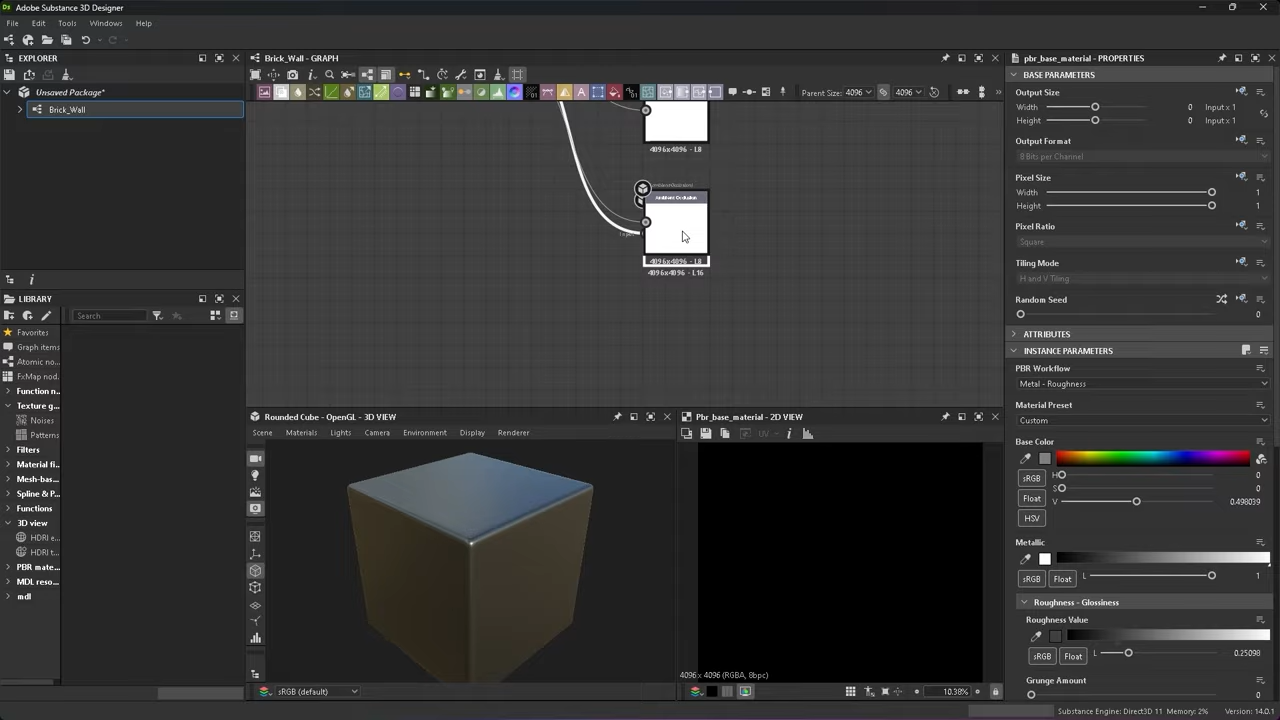 Adobe Substance 3D Designer
File Edit Tools Windows Help
EXPLORER
Unsaved Package*
Brick_Wall
LIBRARY
Search
Favorites
Graph items
Atomic no...
FxMap nod...
Function n...
Texture g...
Noises
Patterns
Filters
Material fi...
Mesh-bas...
Spline & P...
Functions
3D view
HDRI e...
HDRI t...
PBR mate...
MDL reso...
mdl
Brick_Wall - GRAPH
Parent Size: 4096 4096
4096x4096 - L8
Ambient Occlusion
4096x4096 - L8
4096x4096 - L16
Rounded Cube - OpenGL - 3D VIEW
Scene Materials Lights Camera Environment Display Renderer
sRGB (default)
Pbr_base_material - 2D VIEW
UV
4096 x 4096 (RGBA, 8bpc)
10.38%
pbr_base_material - PROPERTIES
BASE PARAMETERS
Output Size
Width 0 Input x 1
Height 0 Input x 1
Output Format
8 Bits per Channel
Pixel Size
Width 1
Height 1
Pixel Ratio
Square
Tiling Mode
H and V Tiling
Random Seed
0
ATTRIBUTES
INSTANCE PARAMETERS
PBR Workflow
Metal - Roughness
Material Preset
Custom
Base Color
sRGB H 0
Float S 0
HSV V 0.498039
Metallic
sRGB Float L 1
Roughness - Glossiness
Roughness Value
sRGB Float L 0.25098
Grunge Amount
0
Substance Engine: Direct3D 11 Memory: 2% Version: 14.0.1